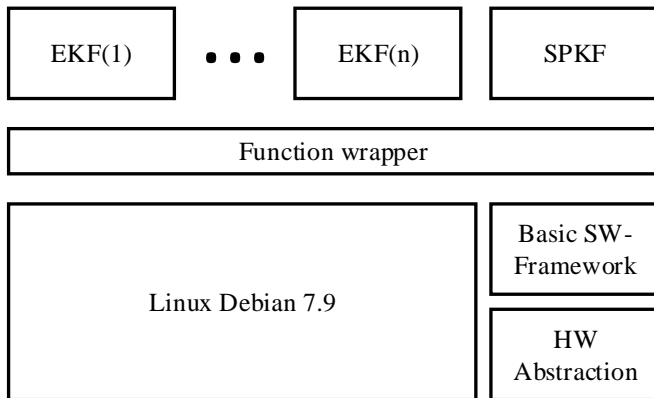 EKF(1)
• • •
EKF(n)
SPKF
Function wrapper
Linux Debian 7.9
Basic SW-
Framework
HW
Abstraction